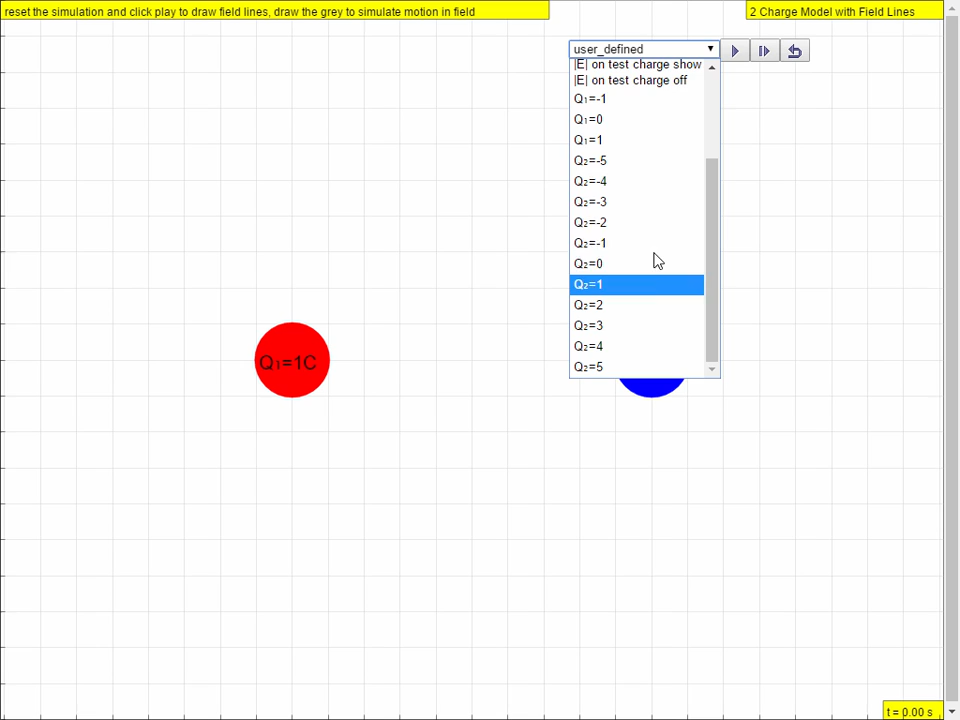 reset the simulation and click play to draw field lines, draw the grey to simulate motion in field
2 Charge Model with Field Lines
user_defined
|E| on test charge show
|E| on test charge off
Q₁=-1
Q₁=0
Q₁=1
Q₂=-5
Q₂=-4
Q₂=-3
Q₂=-2
Q₂=-1
Q₂=0
Q₂=1
Q₂=2
Q₂=3
Q₂=4
Q₂=5
Q₁=1C
t = 0.00 s